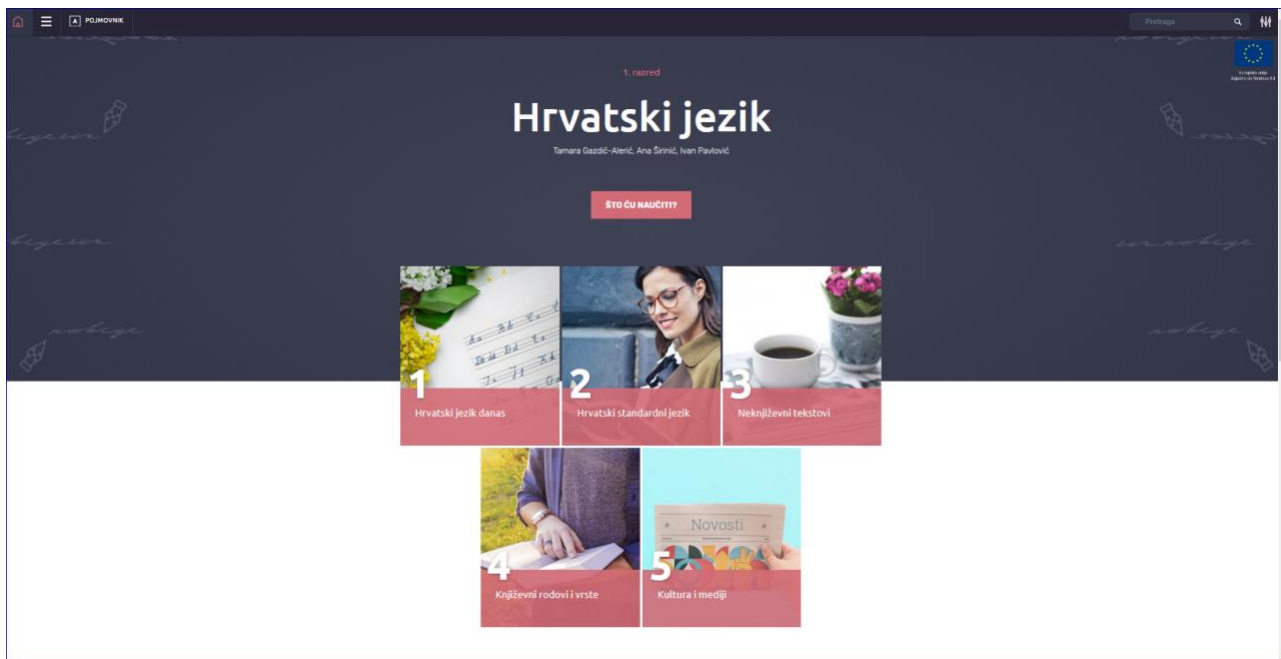 POJMOVNIK
Pretraga
1. razred
Hrvatski jezik
Tamara Gazdić-Alerić, Ana Širinić, Ivan Pavlović
ŠTO ĆU NAUČITI?
1
Hrvatski jezik danas
2
Hrvatski standardni jezik
3
Neknjiževni tekstovi
4
Književni rodovi i vrste
Novosti
5
Kultura i mediji